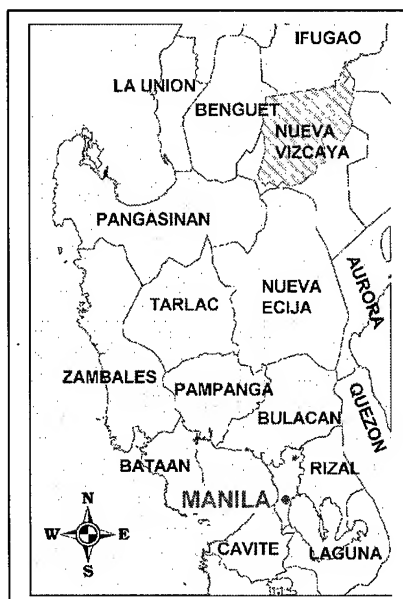 IFUGAO
LA UNION
BENGUET
NUEVA
VIZCAYA
PANGASINAN
AURORA
TARLAC
NUEVA
ECIJA
ZAMBALES
PAMPANGA
QUEZON
BULACAN
BATAAN
RIZAL
MANILA
N
W E
S
CAVITE
LAGUNA